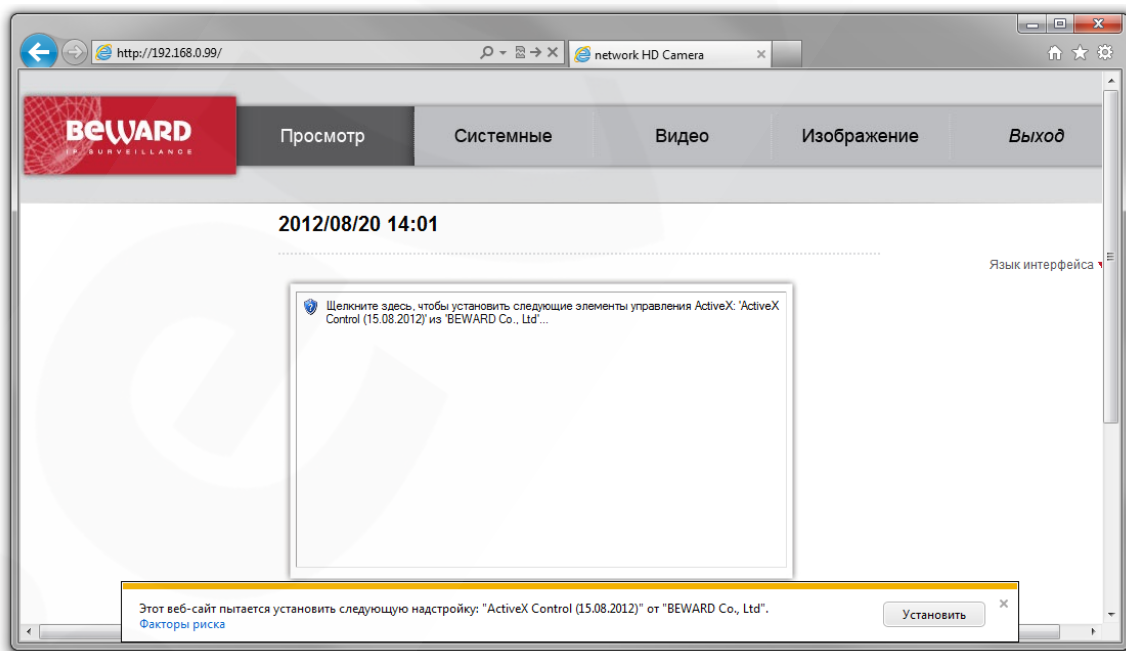 http://192.168.0.99/
network HD Camera
BEWARD
IP SURVEILLANCE
Просмотр
Системные
Видео
Изображение
Выход
2012/08/20 14:01
Язык интерфейса
Щелкните здесь, чтобы установить следующие элементы управления ActiveX: 'ActiveX
Control (15.08.2012)' из 'BEWARD Co., Ltd'...
Этот веб-сайт пытается установить следующую надстройку: "ActiveX Control (15.08.2012)" от "BEWARD Co., Ltd".
Факторы риска
Установить